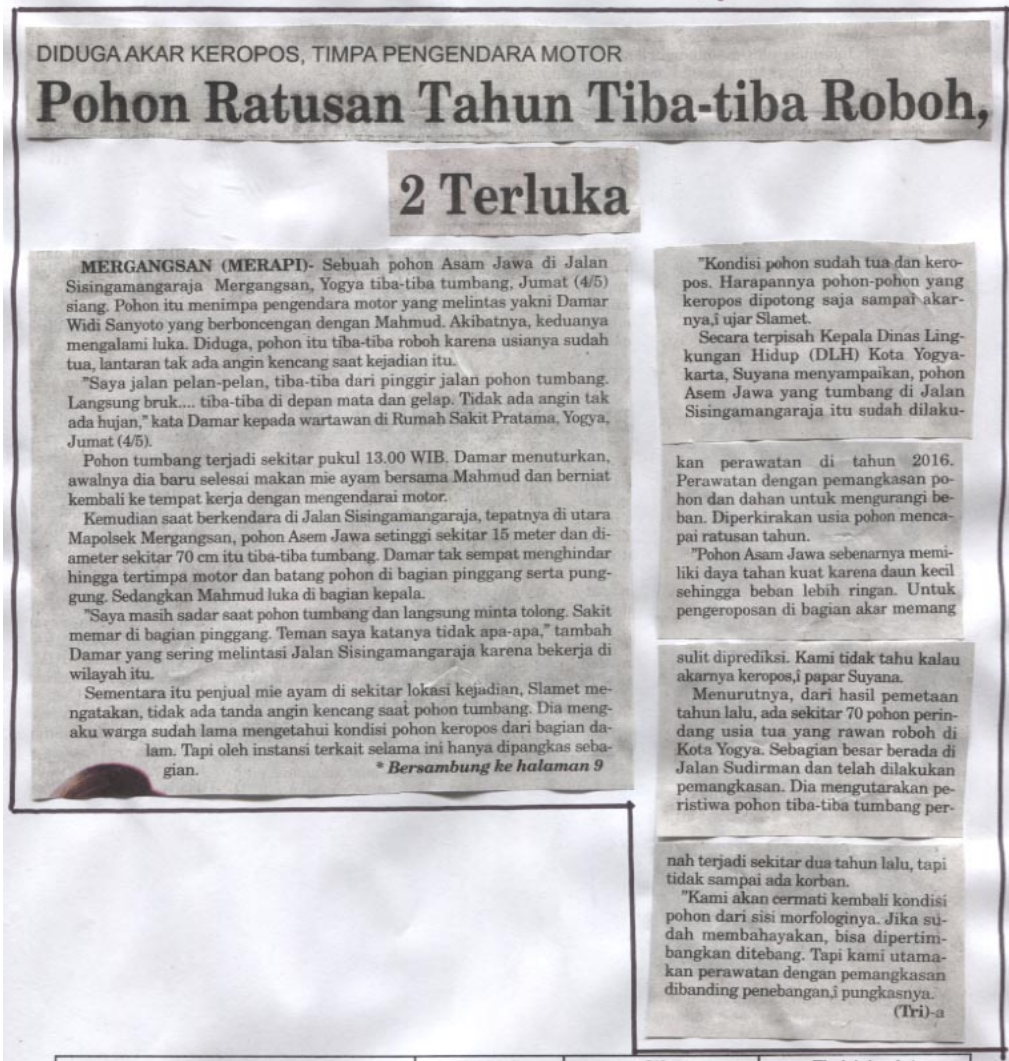 DIDUGA AKAR KEROPOS, TIMPA PENGENDARA MOTOR
Pohon Ratusan Tahun Tiba-tiba Roboh,
2 Terluka
MERGANGSAN (MERAPI)- Sebuah pohon Asam Jawa di Jalan
Sisingamangaraja Mergangsan, Yogya tiba-tiba tumbang, Jumat (4/5)
siang. Pohon itu menimpa pengendara motor yang melintas yakni Damar
Widi Sanyoto yang berboncengan dengan Mahmud. Akibatnya, keduanya
mengalami luka. Diduga, pohon itu tiba-tiba roboh karena usianya sudah
tua, lantaran tak ada angin kencang saat kejadian itu.
"Saya jalan pelan-pelan, tiba-tiba dari pinggir jalan pohon tumbang.
Langsung bruk.... tiba-tiba di depan mata dan gelap. Tidak ada angin tak
ada hujan," kata Damar kepada wartawan di Rumah Sakit Pratama, Yogya,
Jumat (4/5).
Pohon tumbang terjadi sekitar pukul 13.00 WIB. Damar menuturkan,
awalnya dia baru selesai makan mie ayam bersama Mahmud dan berniat
kembali ke tempat kerja dengan mengendarai motor.
Kemudian saat berkendara di Jalan Sisingamangaraja, tepatnya di utara
Mapolsek Mergangsan, pohon Asem Jawa setinggi sekitar 15 meter dan di-
ameter sekitar 70 cm itu tiba-tiba tumbang. Damar tak sempat menghindar
hingga tertimpa motor dan batang pohon di bagian pinggang serta pung-
gung. Sedangkan Mahmud luka di bagian kepala.
"Saya masih sadar saat pohon tumbang dan langsung minta tolong. Sakit
memar di bagian pinggang. Teman saya katanya tidak apa-apa," tambah
Damar yang sering melintasi Jalan Sisingamangaraja karena bekerja di
wilayah itu.
Sementara itu penjual mie ayam di sekitar lokasi kejadian, Slamet me-
ngatakan, tidak ada tanda angin kencang saat pohon tumbang. Dia meng-
aku warga sudah lama mengetahui kondisi pohon keropos dari bagian da-
lam. Tapi oleh instansi terkait selama ini hanya dipangkas seba-
gian. * Bersambung ke halaman 9
"Kondisi pohon sudah tua dan kero-
pos. Harapannya pohon-pohon yang
keropos dipotong saja sampai akar-
nya,î ujar Slamet.
Secara terpisah Kepala Dinas Ling-
kungan Hidup (DLH) Kota Yogya-
karta, Suyana menyampaikan, pohon
Asem Jawa yang tumbang di Jalan
Sisingamangaraja itu sudah dilaku-
kan perawatan di tahun 2016.
Perawatan dengan pemangkasan po-
hon dan dahan untuk mengurangi be-
ban. Diperkirakan usia pohon menca-
pai ratusan tahun.
"Pohon Asam Jawa sebenarnya memi-
liki daya tahan kuat karena daun kecil
sehingga beban lebih ringan. Untuk
pengeroposan di bagian akar memang
sulit diprediksi. Kami tidak tahu kalau
akarnya keropos,î papar Suyana.
Menurutnya, dari hasil pemetaan
tahun lalu, ada sekitar 70 pohon perin-
dang usia tua yang rawan roboh di
Kota Yogya. Sebagian besar berada di
Jalan Sudirman dan telah dilakukan
pemangkasan. Dia mengutarakan pe-
ristiwa pohon tiba-tiba tumbang per-
nah terjadi sekitar dua tahun lalu, tapi
tidak sampai ada korban.
"Kami akan cermati kembali kondisi
pohon dari sisi morfologinya. Jika su-
dah membahayakan, bisa dipertim-
bangkan ditebang. Tapi kami utama-
kan perawatan dengan pemangkasan
dibanding penebangan,î pungkasnya.
(Tri)-a